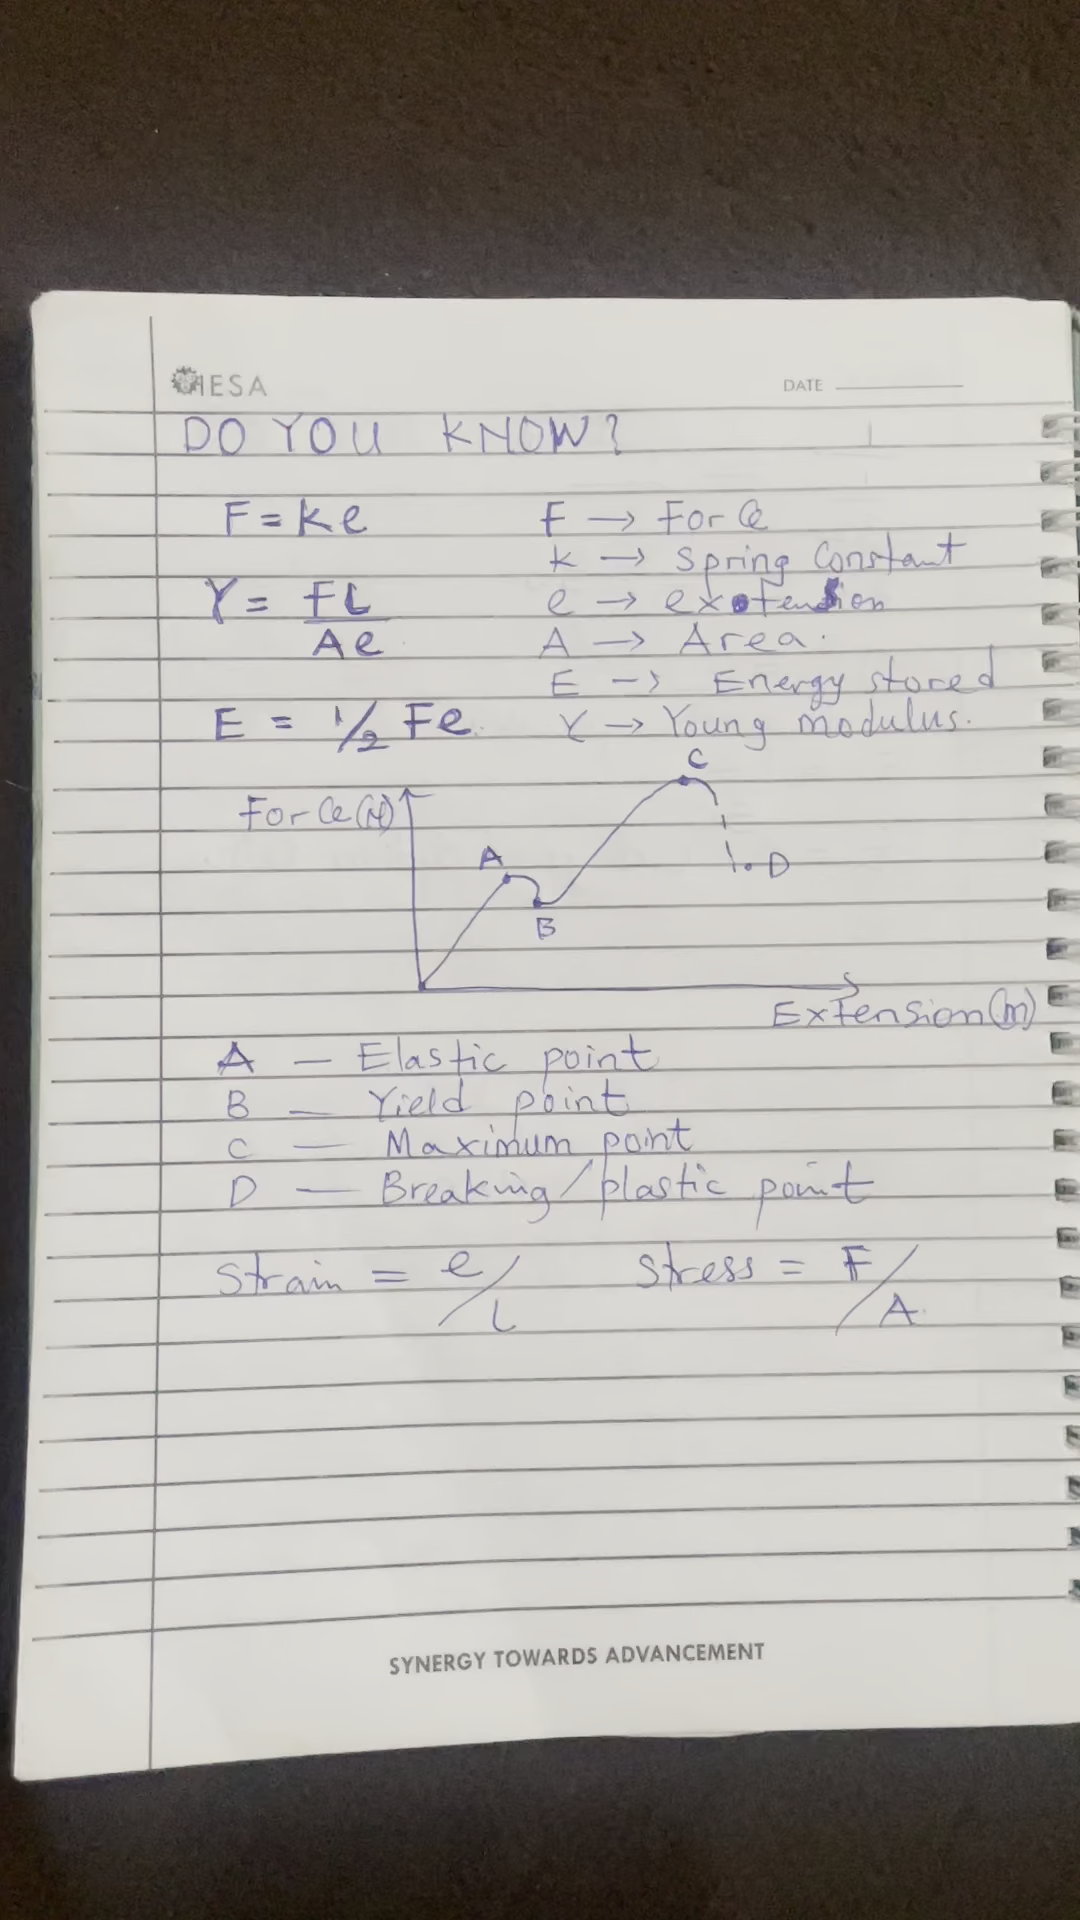 IESA
DATE
DO YOU KNOW?
F = Ke
F → Force
K → Spring Constant
Y = FL/Ae
e → extension
A → Area.
E → Energy stored
E = 1/2 Fe.
Y → Young modulus.
C
Force(N)
A
D
B
Extension(m)
A — Elastic point
B — Yield point
C — Maximum point
D — Breaking/plastic point
Strain = e/L
Stress = F/A.
SYNERGY TOWARDS ADVANCEMENT